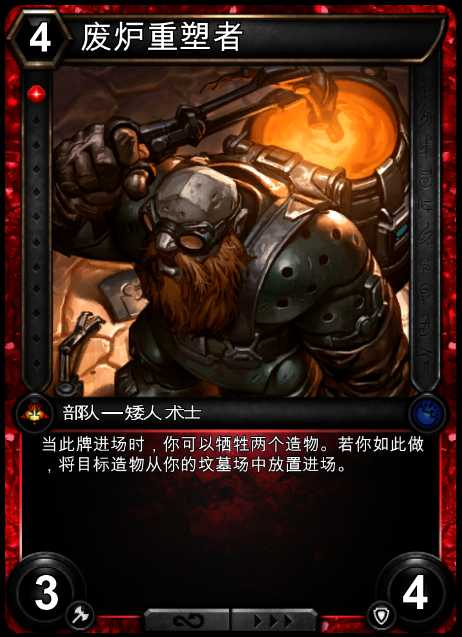 4
废炉重塑者
部队 — 矮人 术士
当此牌进场时，你可以牺牲两个造物。若你如此做
，将目标造物从你的坟墓场中放置进场。
3
4